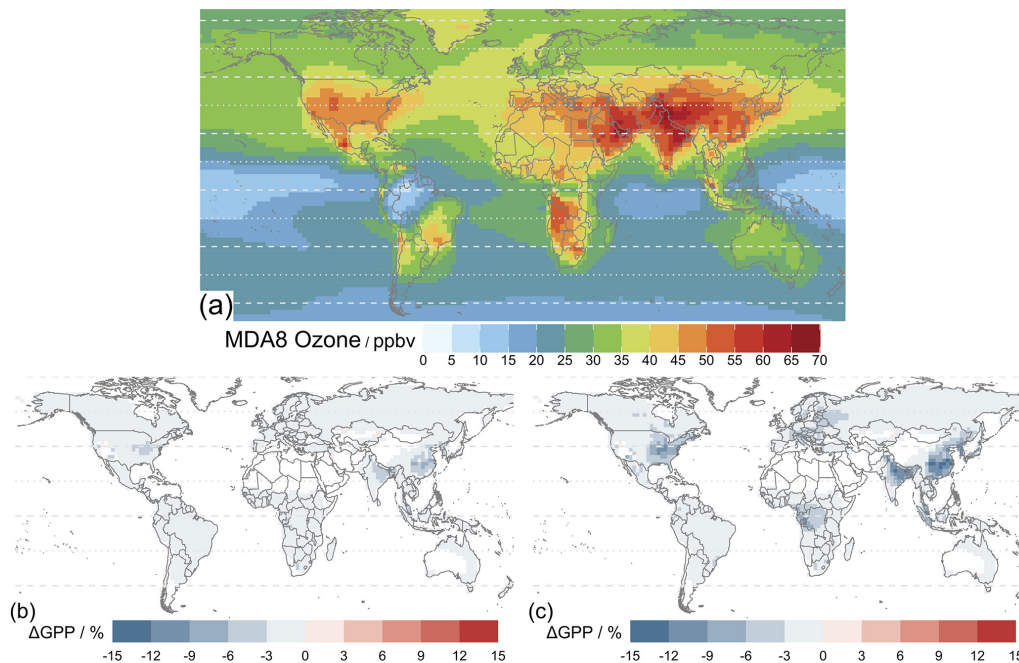 (a)
MDA8 Ozone / ppbv
0 5 10 15 20 25 30 35 40 45 50 55 60 65 70
(b)
(c)
ΔGPP / %
-15 -12 -9 -6 -3 0 3 6 9 12 15
ΔGPP / %
-15 -12 -9 -6 -3 0 3 6 9 12 15